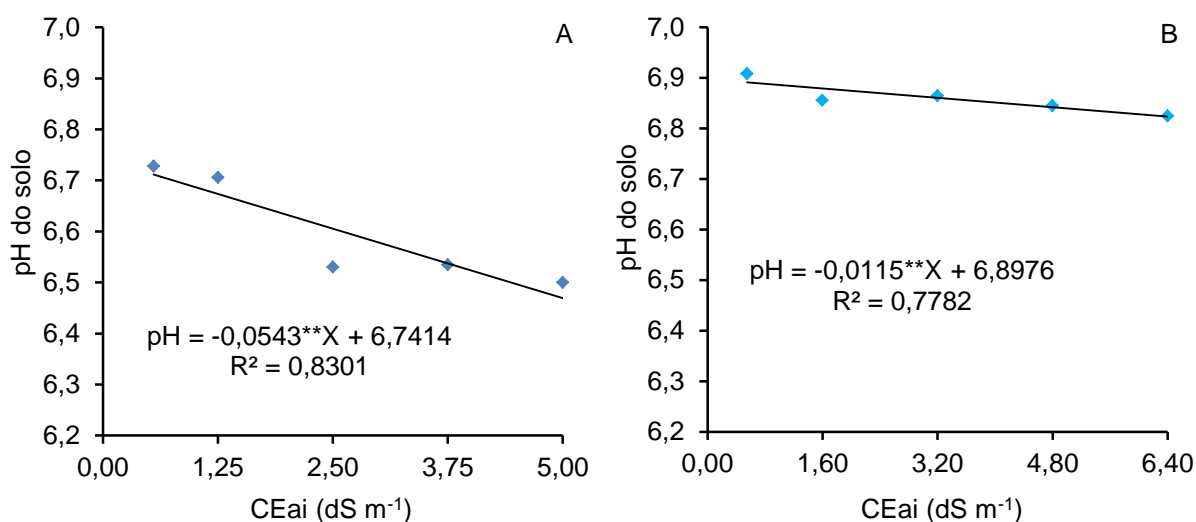 A
7,0
6,9
6,8
6,7
6,6
6,5
6,4
6,3
6,2
pH do solo
pH = -0,0543**X + 6,7414
R² = 0,8301
0,00 1,25 2,50 3,75 5,00
CEai (dS m⁻¹)
B
7,0
6,9
6,8
6,7
6,6
6,5
6,4
6,3
6,2
pH do solo
pH = -0,0115**X + 6,8976
R² = 0,7782
0,00 1,60 3,20 4,80 6,40
CEai (dS m⁻¹)